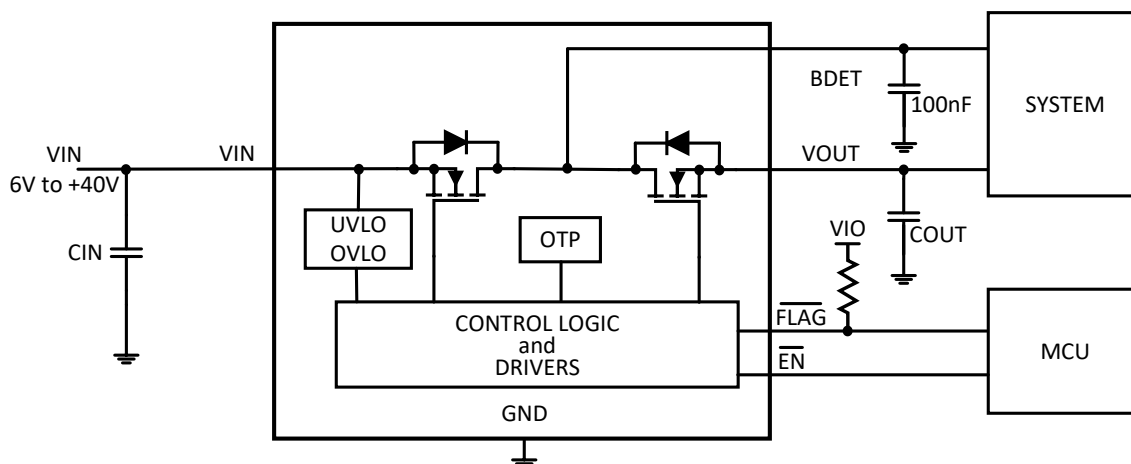 BDET
100nF
SYSTEM
VIN
6V to +40V
VIN
VOUT
UVLO
OVLO
OTP
VIO
COUT
CIN
CONTROL LOGIC
and
DRIVERS
FLAG
EN
MCU
GND